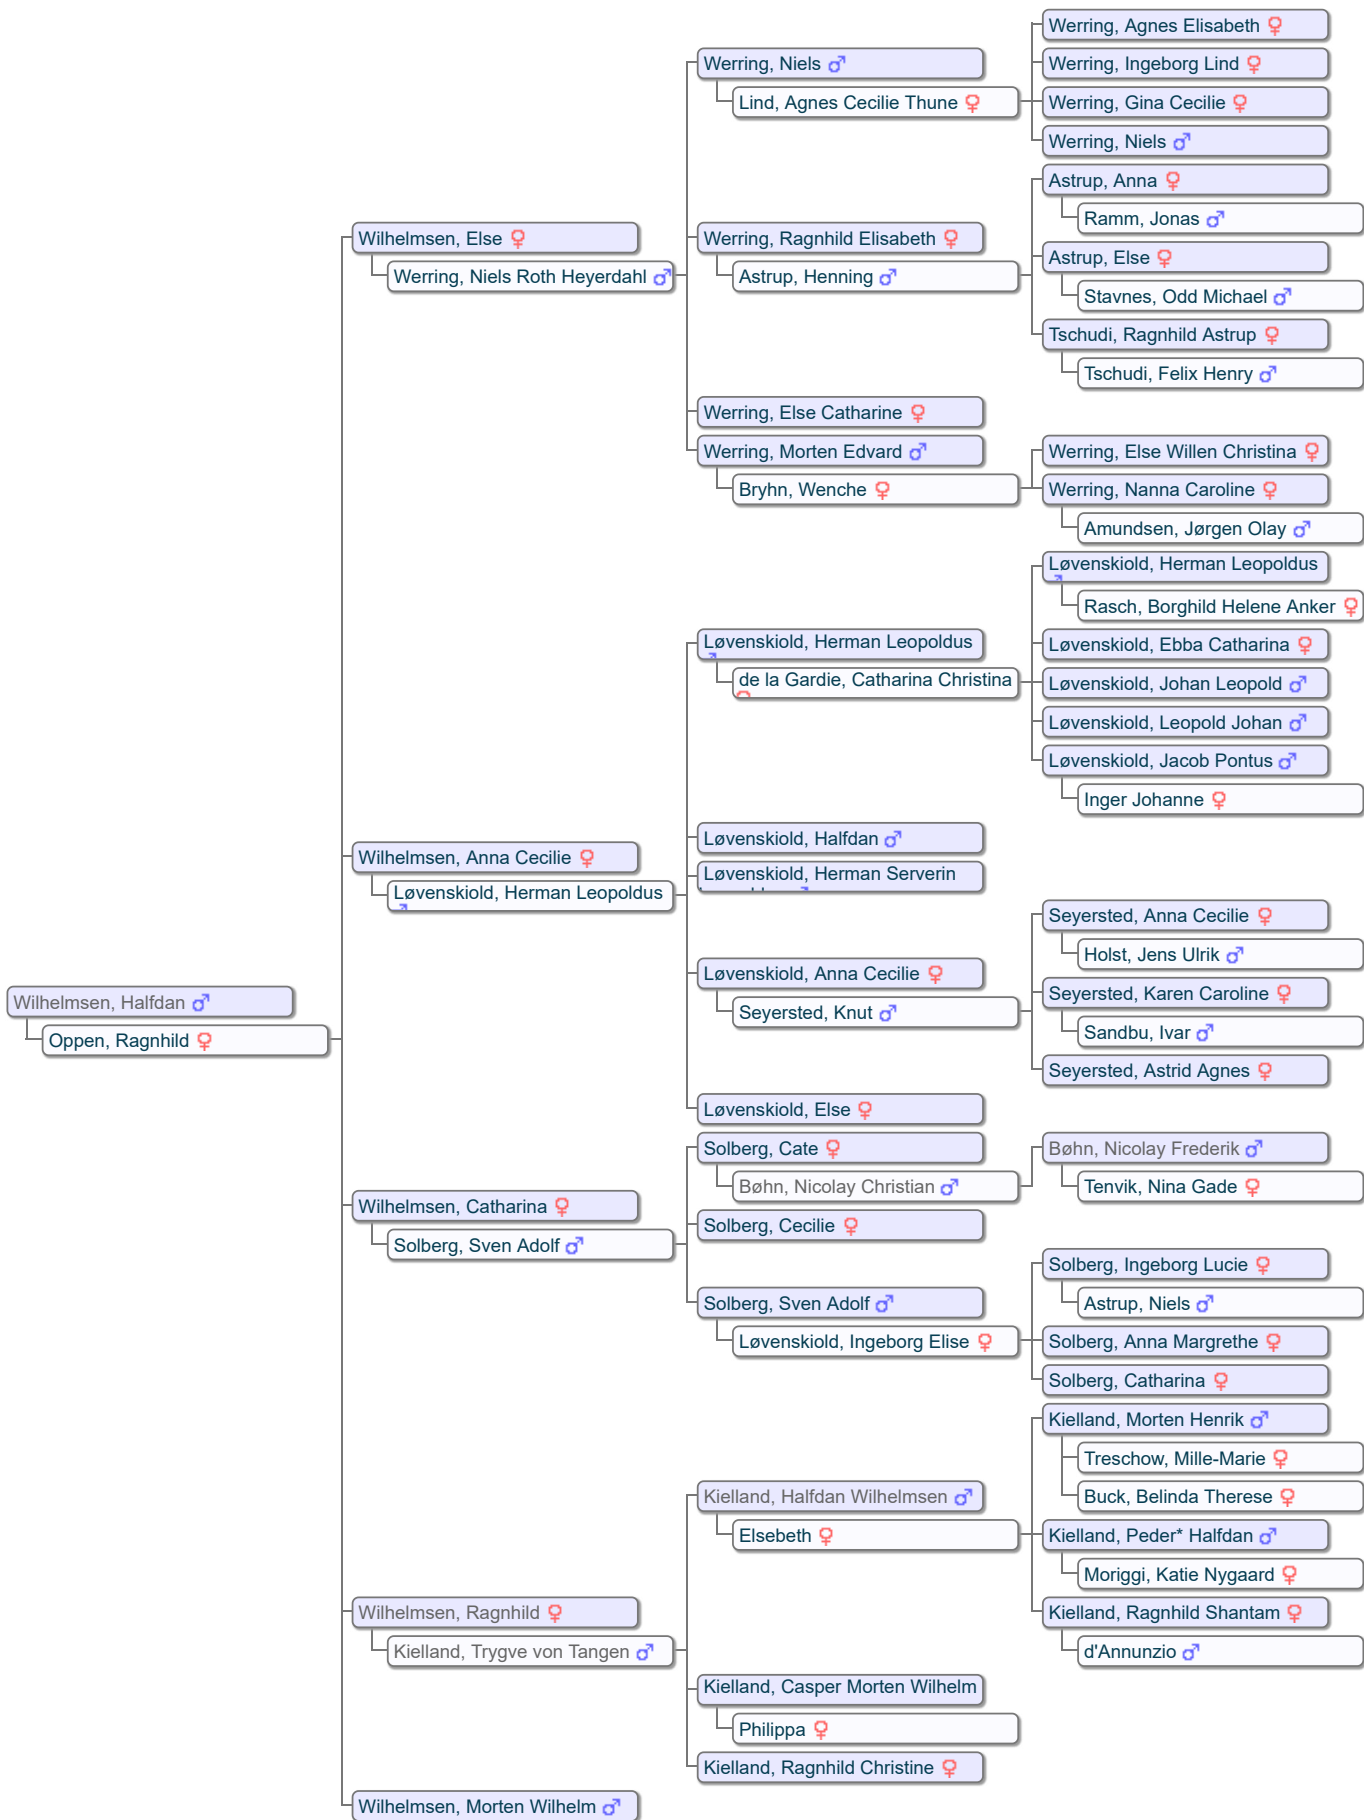 Wilhelmsen, Halfdan
Oppen, Ragnhild
Wilhelmsen, Else
Werring, Niels Roth Heyerdahl
Werring, Niels
Lind, Agnes Cecilie Thune
Werring, Agnes Elisabeth
Werring, Ingeborg Lind
Werring, Gina Cecilie
Werring, Niels
Werring, Ragnhild Elisabeth
Astrup, Henning
Astrup, Anna
Ramm, Jonas
Astrup, Else
Stavnes, Odd Michael
Tschudi, Ragnhild Astrup
Tschudi, Felix Henry
Werring, Else Catharine
Werring, Morten Edvard
Bryhn, Wenche
Werring, Else Willen Christina
Werring, Nanna Caroline
Amundsen, Jørgen Olay
Wilhelmsen, Anna Cecilie
Løvenskiold, Herman Leopoldus
Løvenskiold, Herman Leopoldus
de la Gardie, Catharina Christina
Løvenskiold, Herman Leopoldus
Rasch, Borghild Helene Anker
Løvenskiold, Ebba Catharina
Løvenskiold, Johan Leopold
Løvenskiold, Leopold Johan
Løvenskiold, Jacob Pontus
Inger Johanne
Løvenskiold, Halfdan
Løvenskiold, Herman Serverin
Løvenskiold, Anna Cecilie
Seyersted, Knut
Seyersted, Anna Cecilie
Holst, Jens Ulrik
Seyersted, Karen Caroline
Sandbu, Ivar
Seyersted, Astrid Agnes
Løvenskiold, Else
Wilhelmsen, Catharina
Solberg, Sven Adolf
Solberg, Cate
Bøhn, Nicolay Christian
Bøhn, Nicolay Frederik
Tenvik, Nina Gade
Solberg, Cecilie
Solberg, Sven Adolf
Løvenskiold, Ingeborg Elise
Solberg, Ingeborg Lucie
Astrup, Niels
Solberg, Anna Margrethe
Solberg, Catharina
Wilhelmsen, Ragnhild
Kielland, Trygve von Tangen
Kielland, Halfdan Wilhelmsen
Elsebeth
Kielland, Morten Henrik
Treschow, Mille-Marie
Buck, Belinda Therese
Kielland, Peder* Halfdan
Moriggi, Katie Nygaard
Kielland, Ragnhild Shantam
d'Annunzio
Kielland, Casper Morten Wilhelm
Philippa
Kielland, Ragnhild Christine
Wilhelmsen, Morten Wilhelm